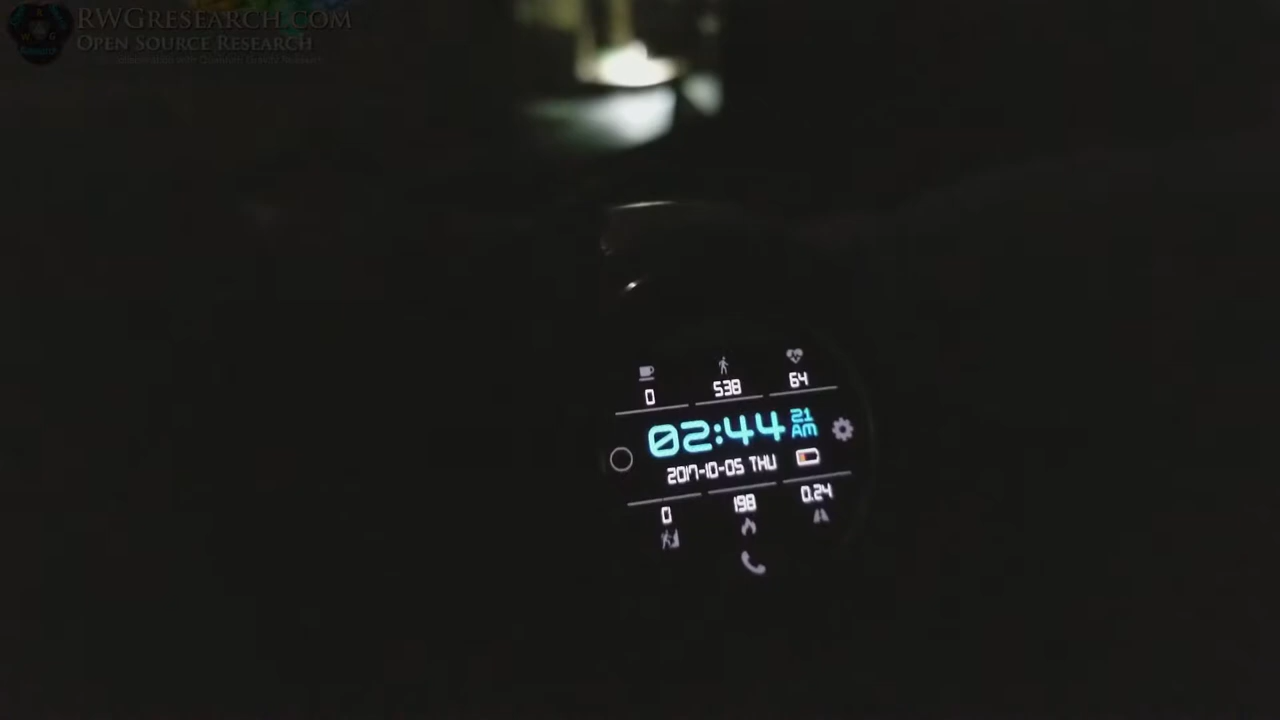 RWGRESEARCH.COM
OPEN SOURCE RESEARCH
0 538 64
02:44 21 AM
2017-10-05 THU
0 198 0.24